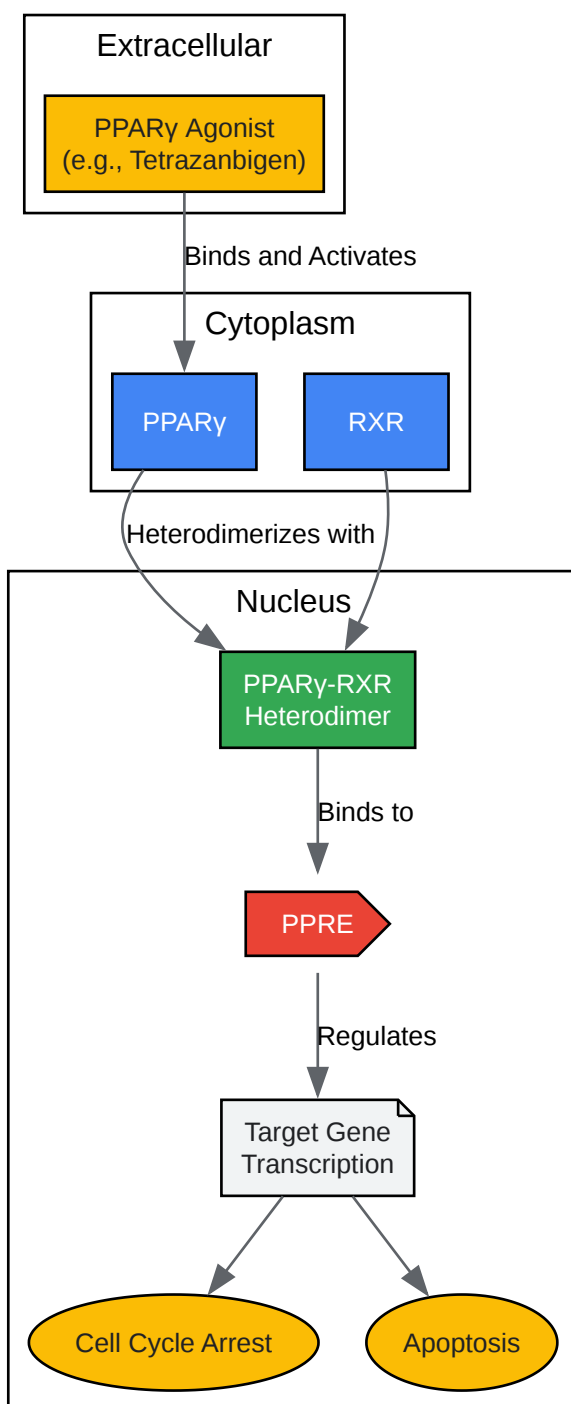 Extracellular
PPARγ Agonist
(e.g., Tetrazanbigen)
Binds and Activates
Cytoplasm
PPARγ
RXR
Heterodimerizes with
Nucleus
PPARγ-RXR
Heterodimer
Binds to
PPRE
Regulates
Target Gene
Transcription
Cell Cycle Arrest
Apoptosis